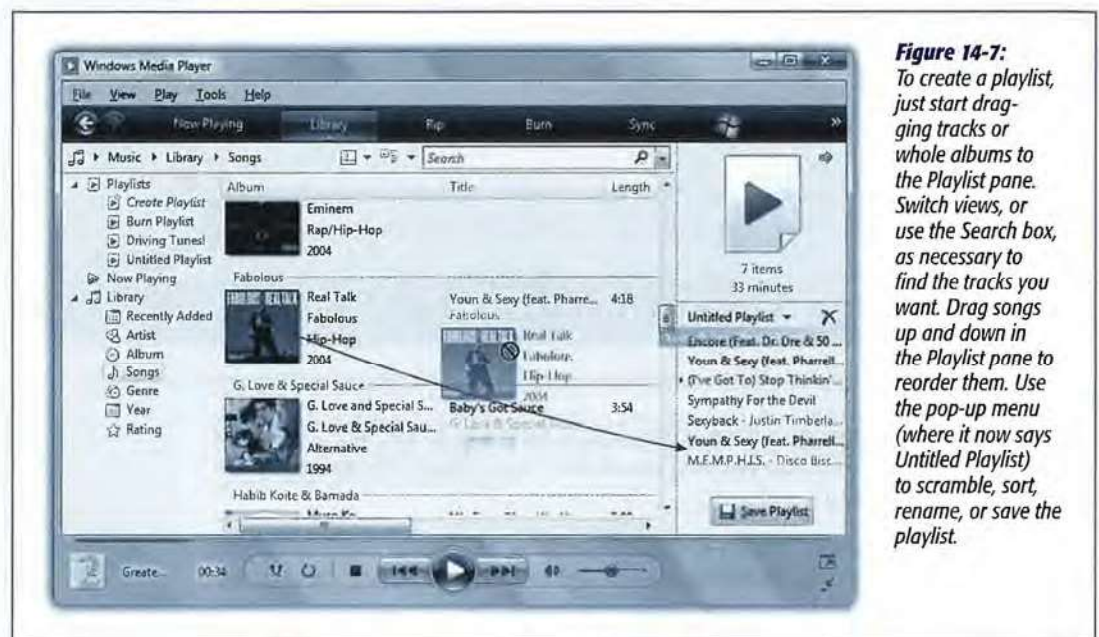 Windows Media Player
File View Play Tools Help
Now Playing Library Rip Burn Sync »
Music Library Songs Search
Playlists
Create Playlist
Burn Playlist
Driving Tunes!
Untitled Playlist
Now Playing
Library
Recently Added
Artist
Album
Songs
Genre
Year
Rating
Album Title Length
Eminem
Rap/Hip-Hop
2004
Fabolous
Real Talk Youn & Sexy (feat. Pharre... 4:18
Fabolous Fabolous
Hip-Hop
2004
Real Talk
Fabolous
Hip-Hop
2004
G. Love & Special Sauce
G. Love and Special S... Baby's Got Sauce 3:54
G. Love & Special Sau... G. Love & Special
Alternative
1994
Habib Koite & Bamada
7 items
33 minutes
Untitled Playlist
Encore (Feat. Dr. Dre & 50 ...
Youn & Sexy (feat. Pharrell...
(I've Got To) Stop Thinkin'...
Sympathy For the Devil
Sexyback - Justin Timberla...
Youn & Sexy (feat. Pharrell...
M.E.M.P.H.I.S. - Disco Bisc...
Save Playlist
Greate... 00:34
Figure 14-7:
To create a playlist,
just start drag-
ging tracks or
whole albums to
the Playlist pane.
Switch views, or
use the Search box,
as necessary to
find the tracks you
want. Drag songs
up and down in
the Playlist pane to
reorder them. Use
the pop-up menu
(where it now says
Untitled Playlist)
to scramble, sort,
rename, or save the
playlist.